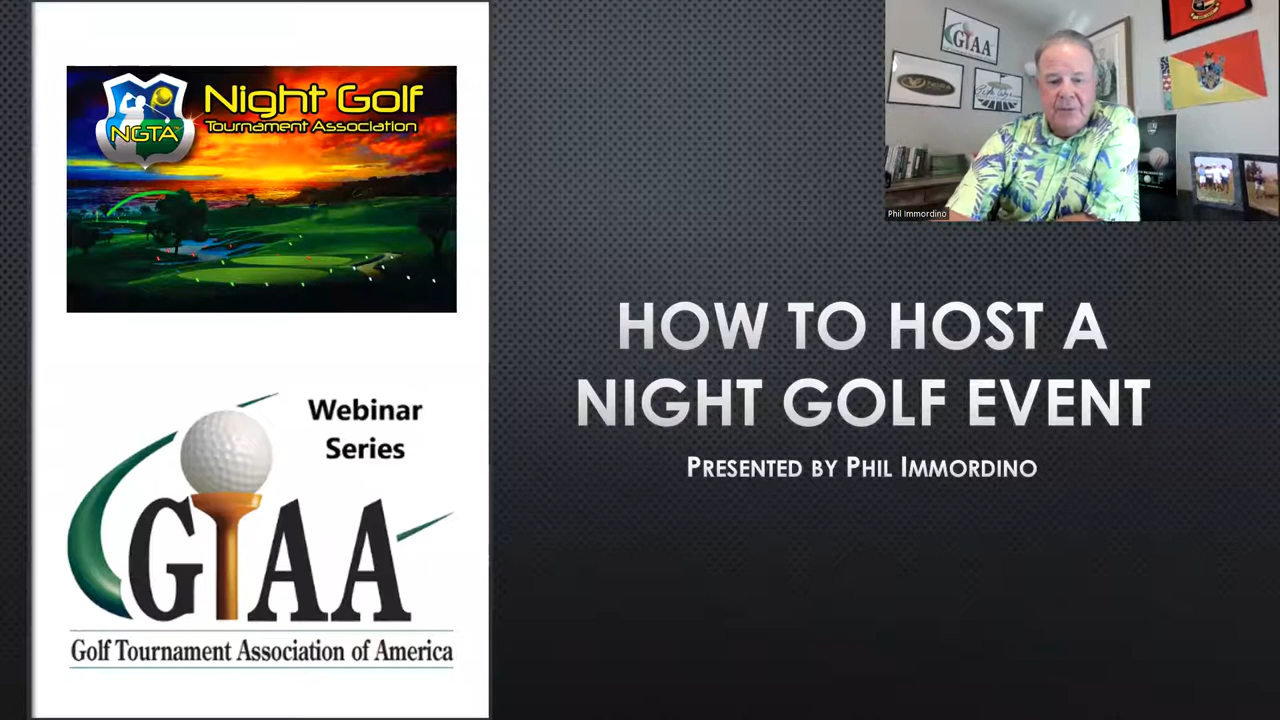 NGTA
Night Golf
Tournament Association
Webinar
Series
GTAA
Golf Tournament Association of America
HOW TO HOST A
NIGHT GOLF EVENT
PRESENTED BY PHIL IMMORDINO
GTAA
Phil Immordino